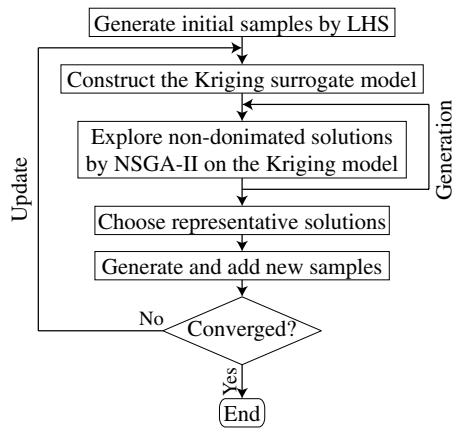 Generate initial samples by LHS
Construct the Kriging surrogate model
Explore non-donimated solutions
by NSGA-II on the Kriging model
Generation
Update
Choose representative solutions
Generate and add new samples
No
Converged?
Yes
End